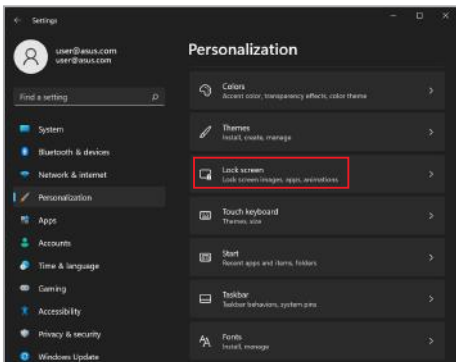 Settings
user@asus.com
user@asus.com
Find a setting
System
Bluetooth & devices
Network & internet
Personalization
Apps
Accounts
Time & language
Gaming
Accessibility
Privacy & security
Windows Update
Personalization
Colors
Accent color, transparency effects, color theme
Themes
Install, create, manage
Lock screen
Lock screen images, apps, animations
Touch keyboard
Themes, size
Start
Recent apps and items, folders
Taskbar
Taskbar behaviors, system pins
Fonts
Install, manage